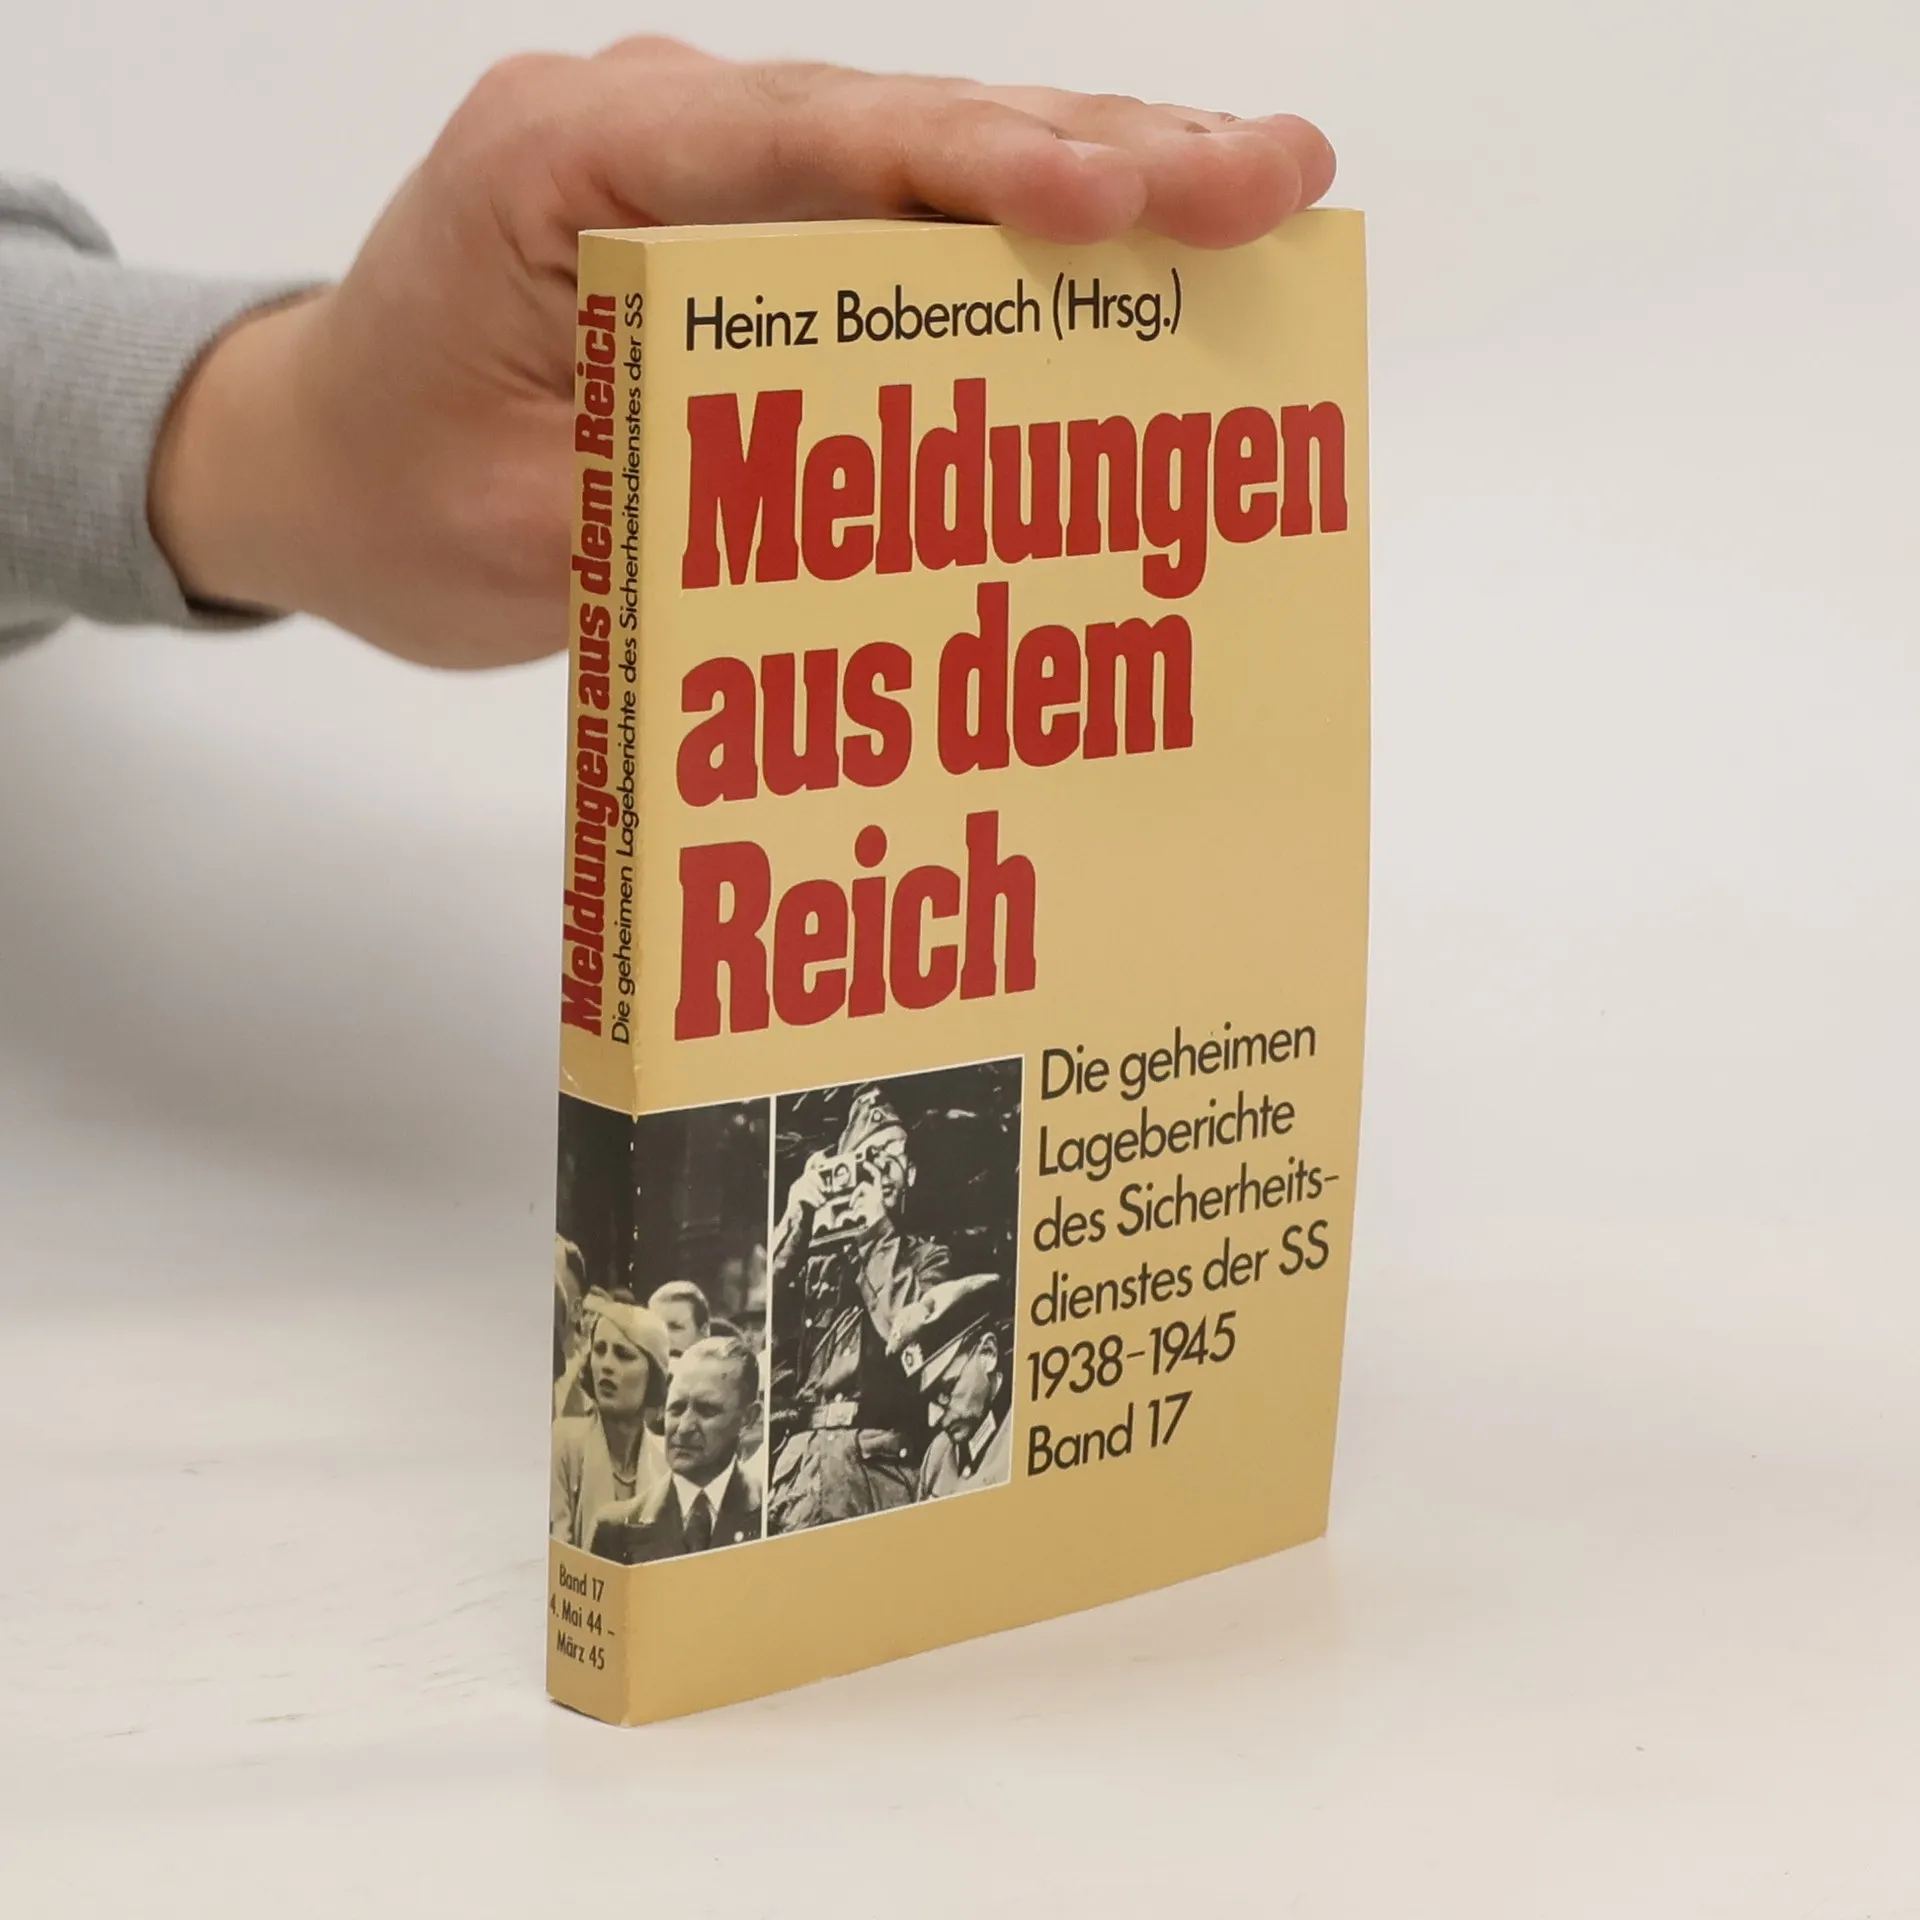 Heinz Boberach (Hrsg.)
Meldungen
aus dem
Reich
Die geheimen
Lageberichte
des Sicherheits-
dienstes der SS
1938-1945
Band 17
Meldungen aus dem Reich
Die geheimen Lageberichte des Sicherheitsdienstes der SS
Band 17
4. Mai 44 -
März 45